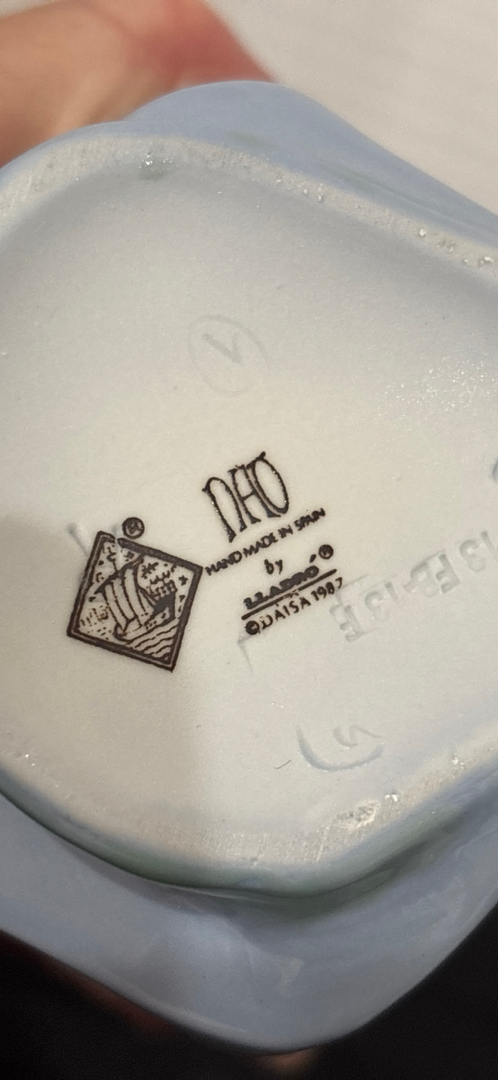 NAO
HAND MADE IN SPAIN
by
LLADRÓ®
© DAISA 1987